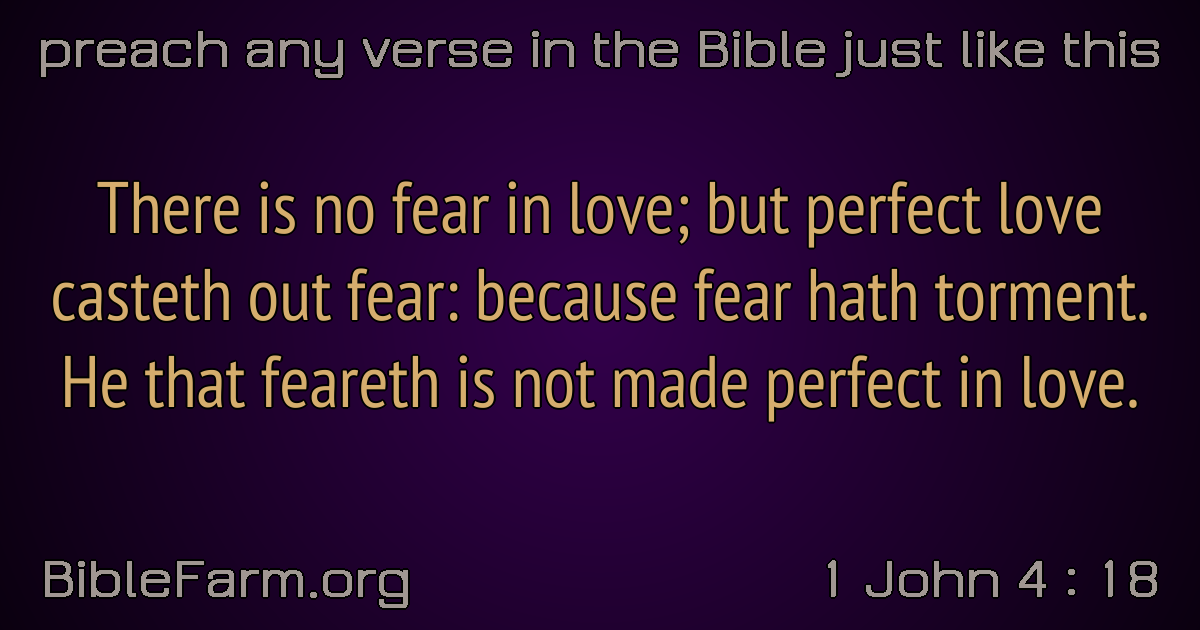 preach any verse in the Bible just like this
There is no fear in love; but perfect love
casteth out fear: because fear hath torment.
He that feareth is not made perfect in love.
BibleFarm.org
1 John 4 : 18